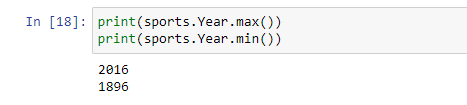 In [18]: print(sports.Year.max())
print(sports.Year.min())
2016
1896